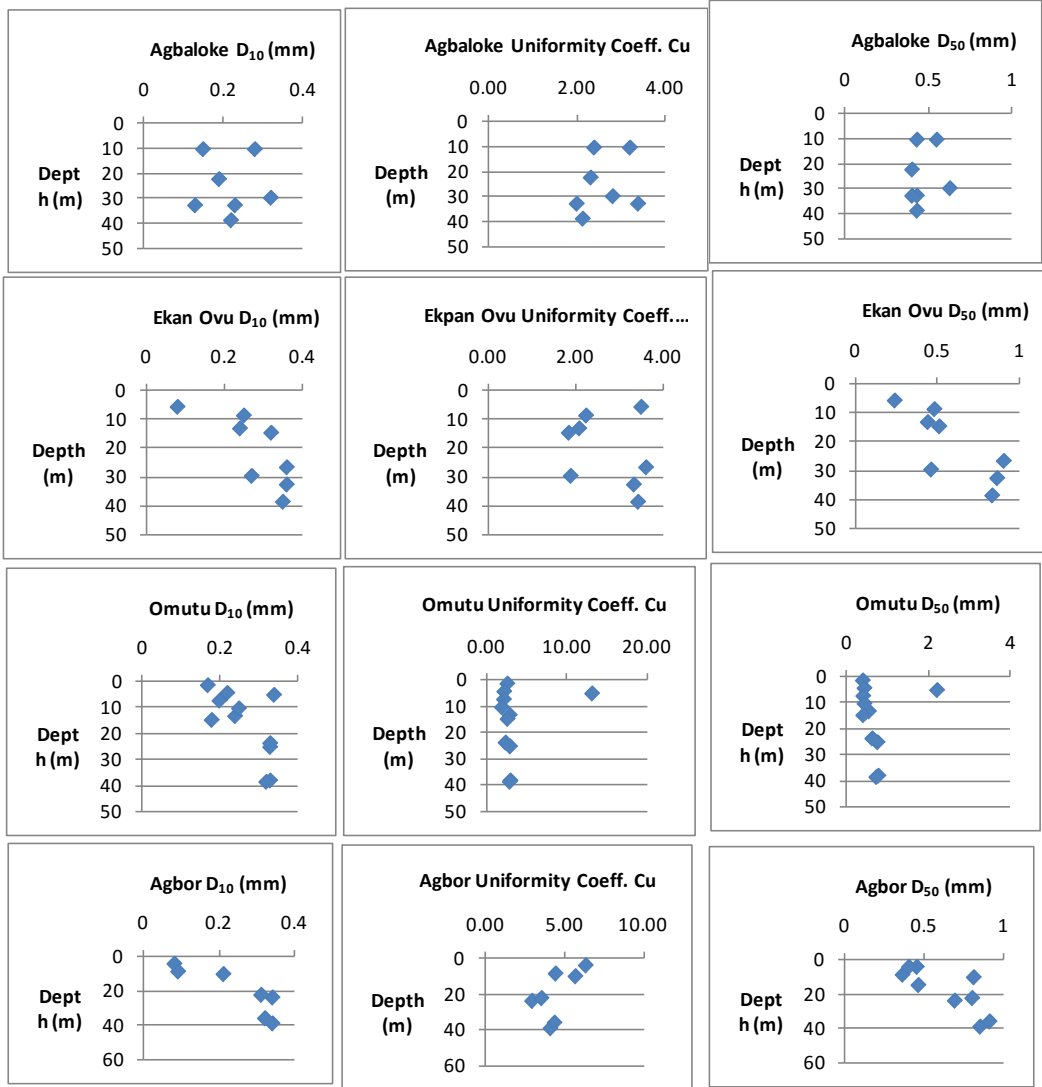 Agbaloke D₁₀ (mm)
0 0.2 0.4
0
10
20
30
40
50
Dept
h (m)
Agbaloke Uniformity Coeff. Cu
0.00 2.00 4.00
0
10
20
30
40
50
Depth
(m)
Agbaloke D₅₀ (mm)
0 0.5 1
0
10
20
30
40
50
Dept
h (m)
Ekan Ovu D₁₀ (mm)
0 0.2 0.4
0
10
20
30
40
50
Depth
(m)
Ekpan Ovu Uniformity Coeff....
0.00 2.00 4.00
0
10
20
30
40
50
Depth
(m)
Ekan Ovu D₅₀ (mm)
0 0.5 1
0
10
20
30
40
50
Depth
(m)
Omutu D₁₀ (mm)
0 0.2 0.4
0
10
20
30
40
50
Dept
h (m)
Omutu Uniformity Coeff. Cu
0.00 10.00 20.00
0
10
20
30
40
50
Depth
(m)
Omutu D₅₀ (mm)
0 2 4
0
10
20
30
40
50
Dept
h (m)
Agbor D₁₀ (mm)
0 0.2 0.4
0
20
40
60
Dept
h (m)
Agbor Uniformity Coeff. Cu
0.00 5.00 10.00
0
20
40
60
Depth
(m)
Agbor D₅₀ (mm)
0 0.5 1
0
20
40
60
Dept
h (m)